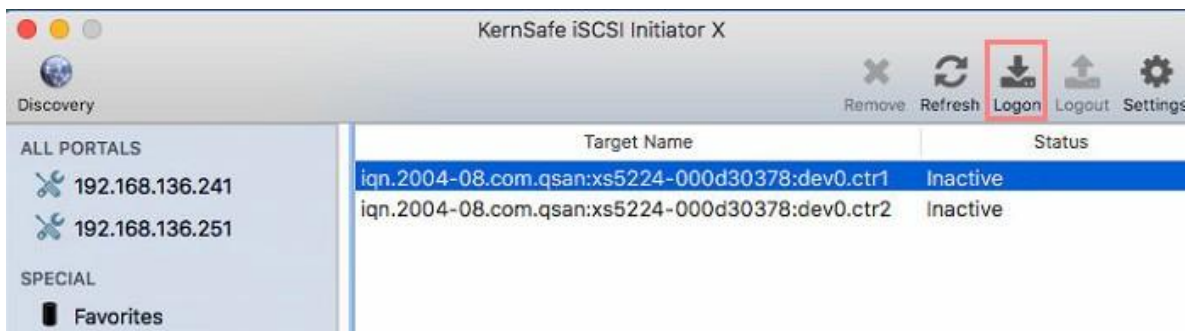 KernSafe iSCSI Initiator X
Discovery
Remove Refresh Logon Logout Settings
ALL PORTALS
192.168.136.241
192.168.136.251
SPECIAL
Favorites
Target Name Status
iqn.2004-08.com.qsan:xs5224-000d30378:dev0.ctr1 Inactive
iqn.2004-08.com.qsan:xs5224-000d30378:dev0.ctr2 Inactive